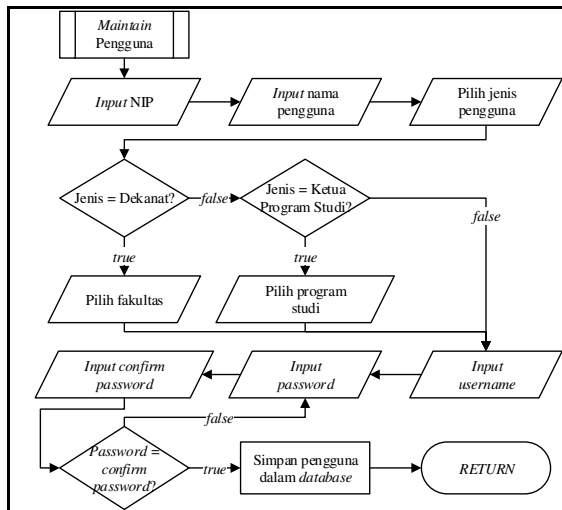 Maintain
Pengguna
Input NIP
Input nama
pengguna
Pilih jenis
pengguna
Jenis = Dekanat?
false
Jenis = Ketua
Program Studi?
false
true
true
Pilih fakultas
Pilih program
studi
Input confirm
password
Input
password
Input
username
false
Password =
confirm
password?
true
Simpan pengguna
dalam database
RETURN